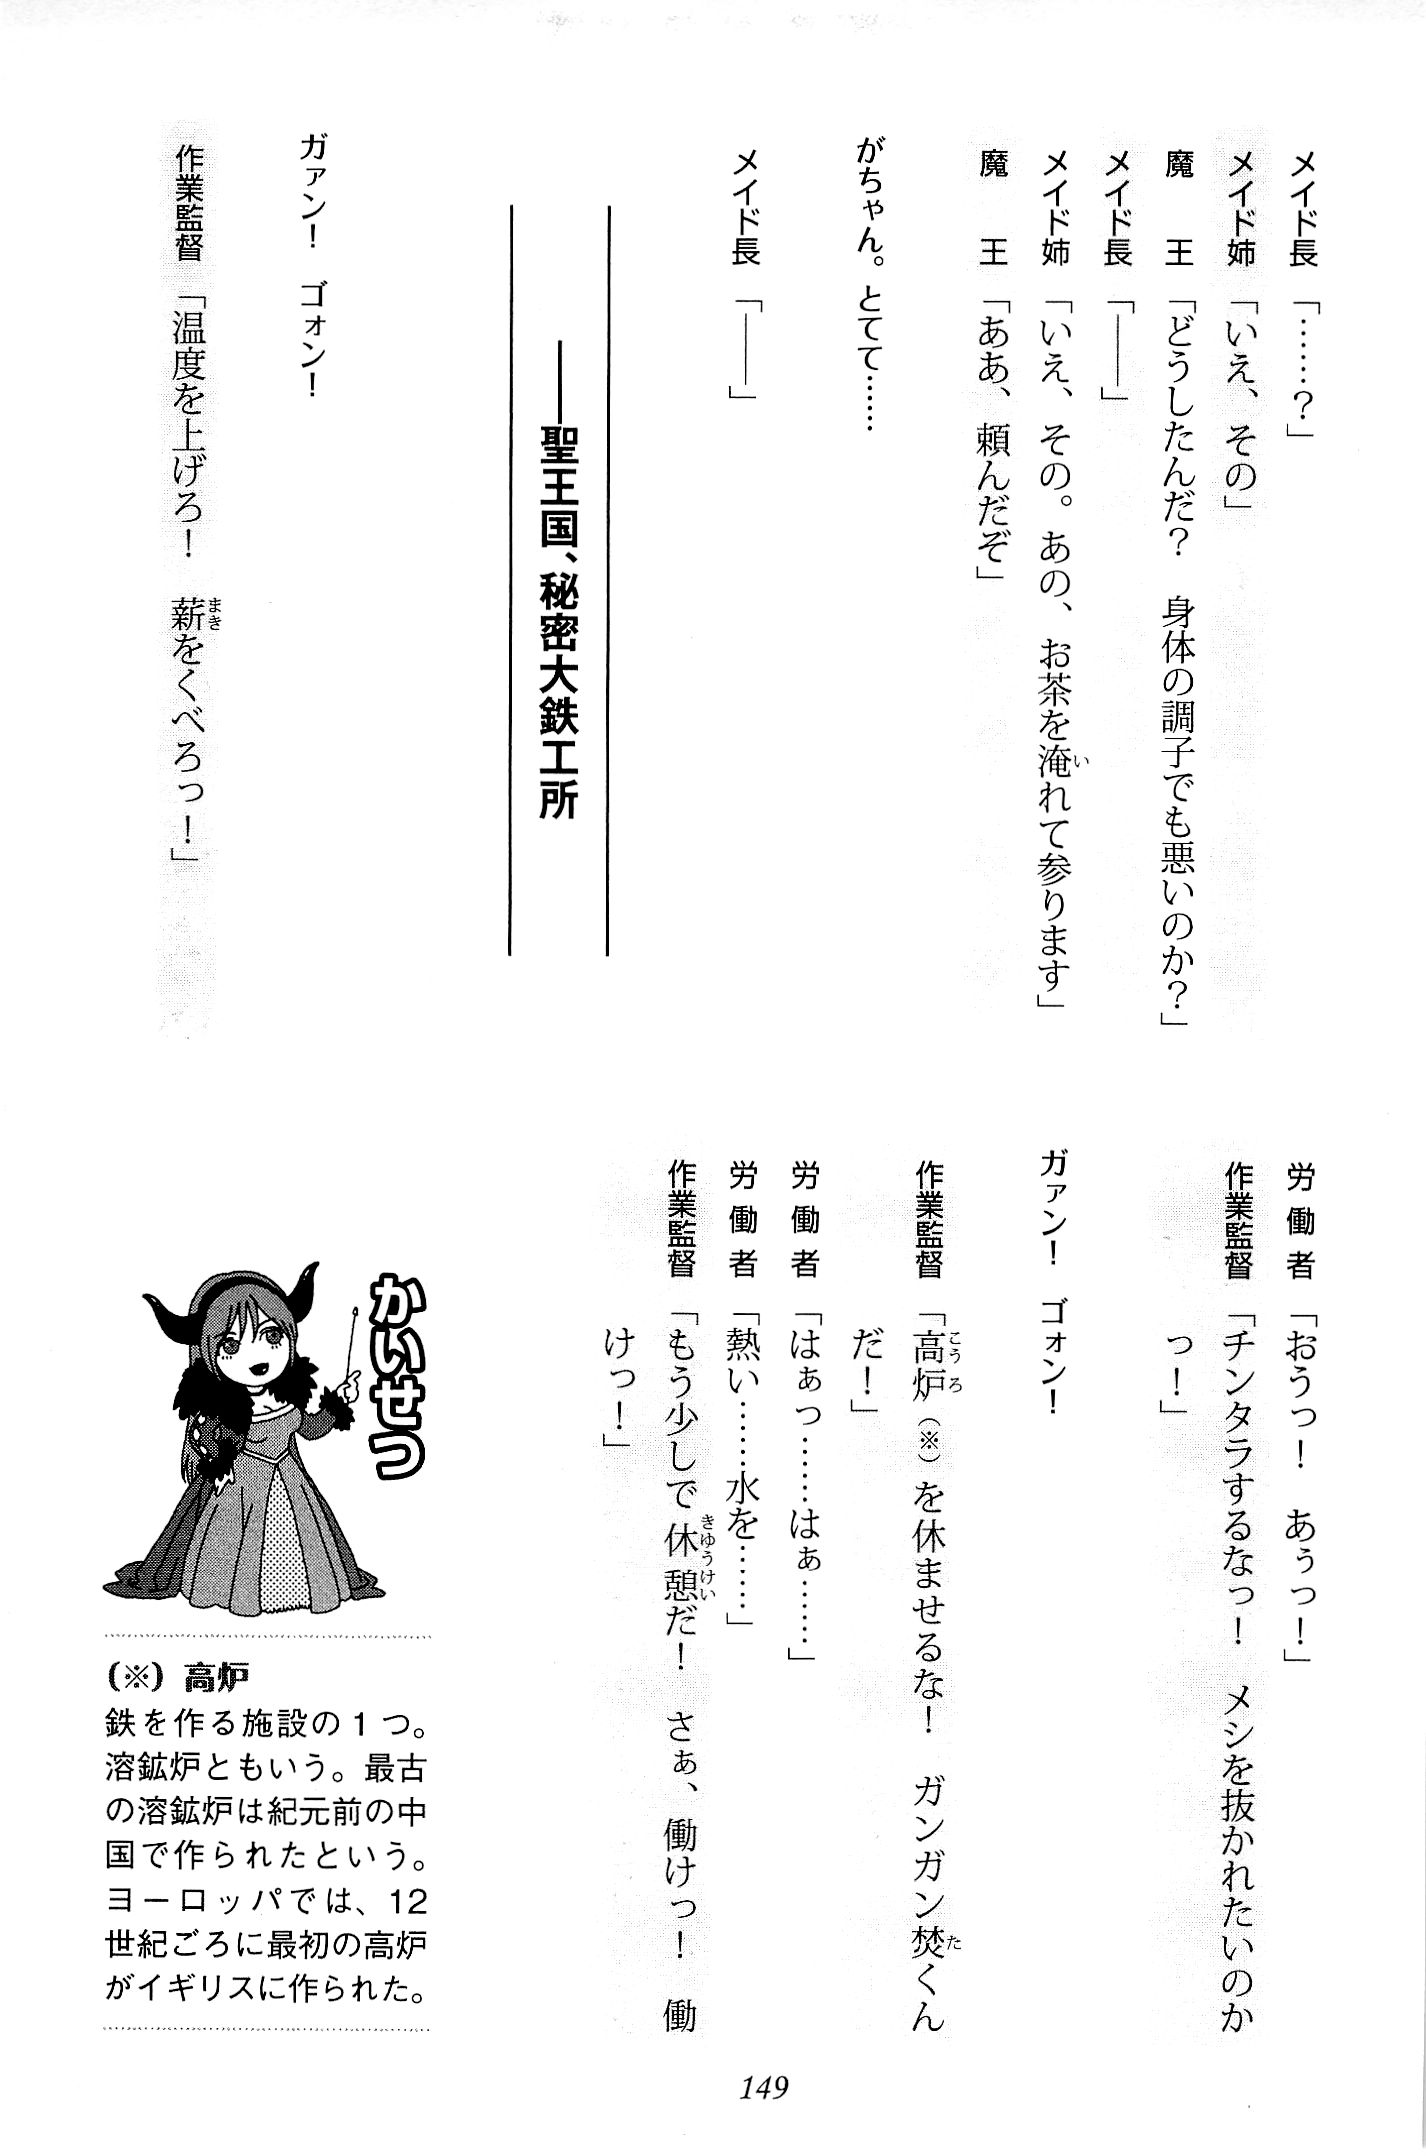 メイド長「……？」
メイド姉「いえ、その」
魔　王「どうしたんだ？　身体の調子でも悪いのか？」
メイド長「――」
メイド姉「いえ、その。あの、お茶を淹れて参ります」
魔　王「ああ、頼んだぞ」
がちゃん。とてて……
メイド長「――」
――聖王国、秘密大鉄工所
ガァン！　ゴォン！
作業監督「温度を上げろ！　薪をくべろっ！」
まき
い
労働者「おうっ！　あぅっ！」
作業監督「チンタラするなっ！　メシを抜かれたいのか
っ！」
ガァン！　ゴォン！
作業監督「高炉（※）を休ませるな！　ガンガン焚くん
こうろ
た
だ！」
労働者「はぁっ……はぁ……」
労働者「熱い……水を……」
作業監督「もう少しで休憩だ！　さぁ、働けっ！　働
きゆうけい
けっ！」
かいせつ
（※）高炉
鉄を作る施設の1つ。
溶鉱炉ともいう。最古
の溶鉱炉は紀元前の中
国で作られたという。
ヨーロッパでは、12
世紀ごろに最初の高炉
がイギリスに作られた。
149